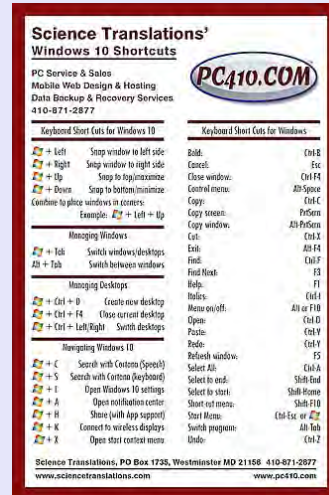 Science Translations'
Windows 10 Shortcuts
PC Service & Sales
Mobile Web Design & Hosting
Data Backup & Recovery Services
410-871-2877
PC410.COM
Keyboard Short Cuts for Windows 10
+ Left Snap window to left side
+ Right Snap window to right side
+ Up Snap to top/maximize
+ Down Snap to bottom/minimize
Combine to place windows in corners:
Example: + Left + Up
Managing Windows
+ Tab Switch windows/desktops
Alt + Tab Switch between windows
Managing Desktops
+ Ctrl + D Create new desktop
+ Ctrl + F4 Close current desktop
+ Ctrl + Left/Right Switch desktops
Navigating Windows 10
+ C Search with Cortana (Speech)
+ S Search with Cortana (keyboard)
+ I Open Windows 10 settings
+ A Open notification center
+ H Share (with App support)
+ K Connect to wireless displays
+ X Open start context menu
Keyboard Short Cuts for Windows
Bold: Ctrl-B
Cancel: Esc
Close window: Ctrl-F4
Control menu: Alt-Space
Copy: Ctrl-C
Copy screen: PrtScrn
Copy window: Alt-PrtScrn
Cut: Ctrl-X
Exit: Alt-F4
Find: Ctrl-F
Find Next: F3
Help: F1
Italics: Ctrl-I
Menu on/off: Alt or F10
Open: Ctrl-O
Paste: Ctrl-V
Redo: Ctrl-Y
Refresh window: F5
Select All: Ctrl-A
Select to end: Shift-End
Select to start: Shift-Home
Short cut menu: Shift-F10
Start Menu: Ctrl-Esc or
Switch program: Alt-Tab
Undo: Ctrl-Z
Science Translations, PO Box 1735, Westminster MD 21156 410-871-2877
www.sciencetranslations.com www.pc410.com